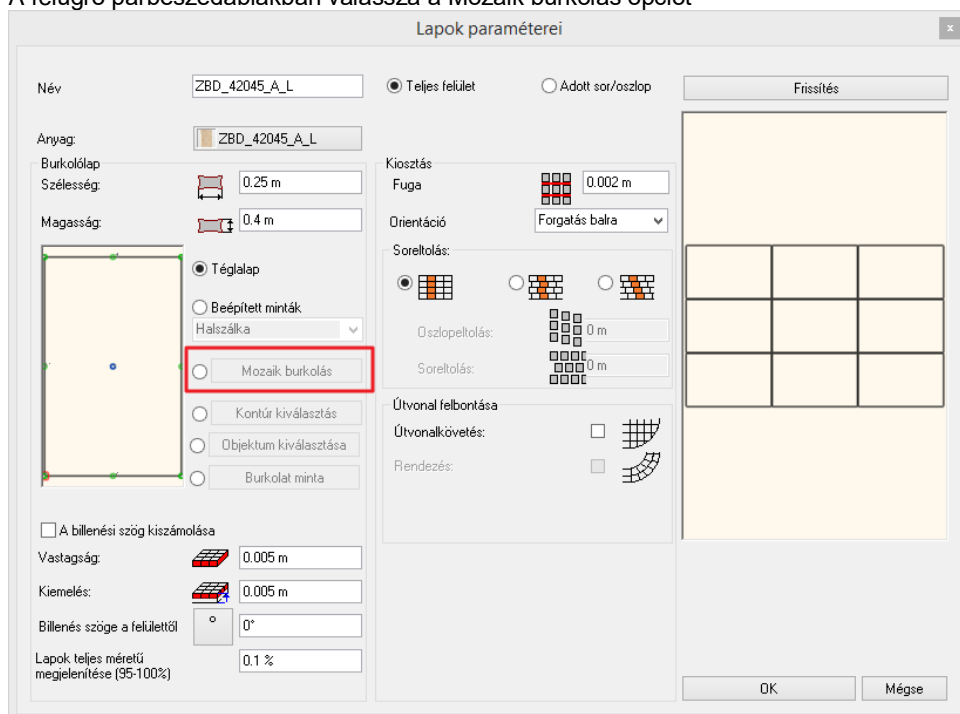 A felugró párbeszédablakban válassza a Mozaik burkolás opciót
Lapok paraméterei
x
Név
ZBD_42045_A_L
Teljes felület
Adott sor/oszlop
Frissítés
Anyag:
ZBD_42045_A_L
Burkolólap
Szélesség:
0.25 m
Magasság:
0.4 m
Téglalap
Beépített minták
Halszálka
Mozaik burkolás
Kontúr kiválasztás
Objektum kiválasztása
Burkolat minta
A billenési szög kiszámolása
Vastagság:
0.005 m
Kiemelés:
0.005 m
Billenés szöge a felülettől
°
0°
Lapok teljes méretű
megjelenítése (95-100%)
0.1 %
Kiosztás
Fuga
0.002 m
Orientáció
Forgatás balra
Soreltolás:
Oszlopeltolás:
0 m
Soreltolás:
0 m
Útvonal felbontása
Útvonalkövetés:
Rendezés:
OK
Mégse